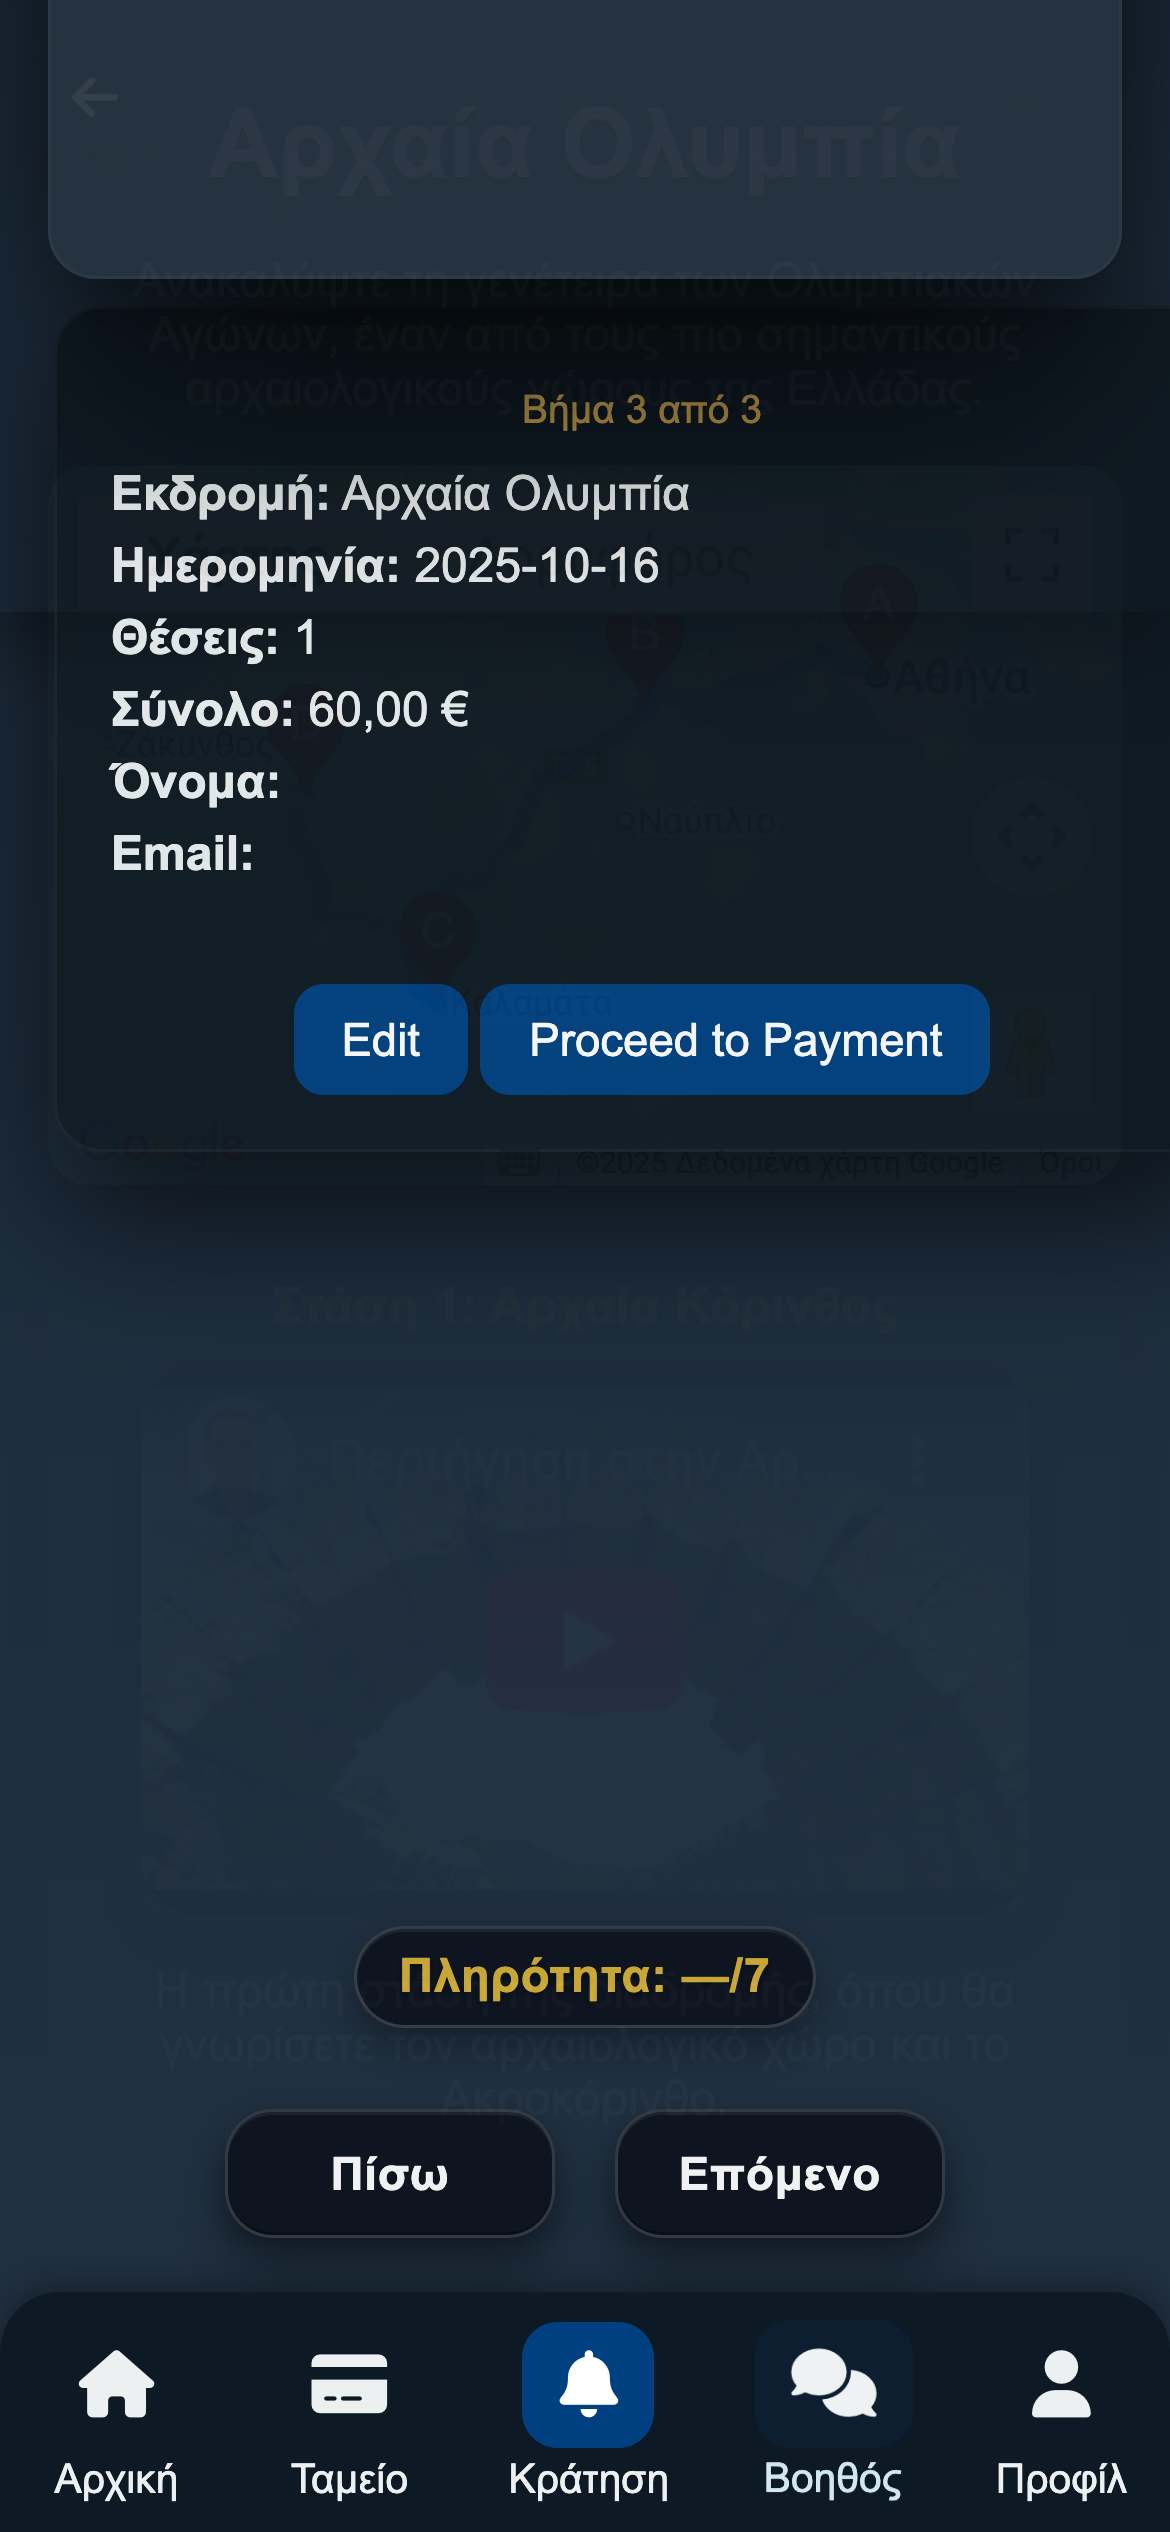 Αρχαία Ολυμπία
Ανακαλύψτε τη γενέτειρα των Ολυμπιακών
Αγώνων, έναν από τους πιο σημαντικούς
αρχαιολογικούς χώρους της Ελλάδας
Βήμα 3 από 3
Εκδρομή: Αρχαία Ολυμπία
Ημερομηνία: 2025-10-16
Θέσεις: 1
Σύνολο: 60,00 €
Όνομα:
Email:
A
B
Αθήνα
Ζάκυνθος
D
Ναύπλιο
C
Καλαμάτα
Edit
Proceed to Payment
Google
©2025 Δεδομένα χάρτη Google
Όροι
Στάση 1: Αρχαία Κόρινθος
Περιήγηση στην Αρ...
Πληρότητα: —/7
Η πρώτη στάση της διαδρομής, όπου θα
γνωρίσετε τον αρχαιολογικό χώρο και το
Ακροκόρινθο.
Πίσω
Επόμενο
Αρχική
Ταμείο
Κράτηση
Βοηθός
Προφίλ